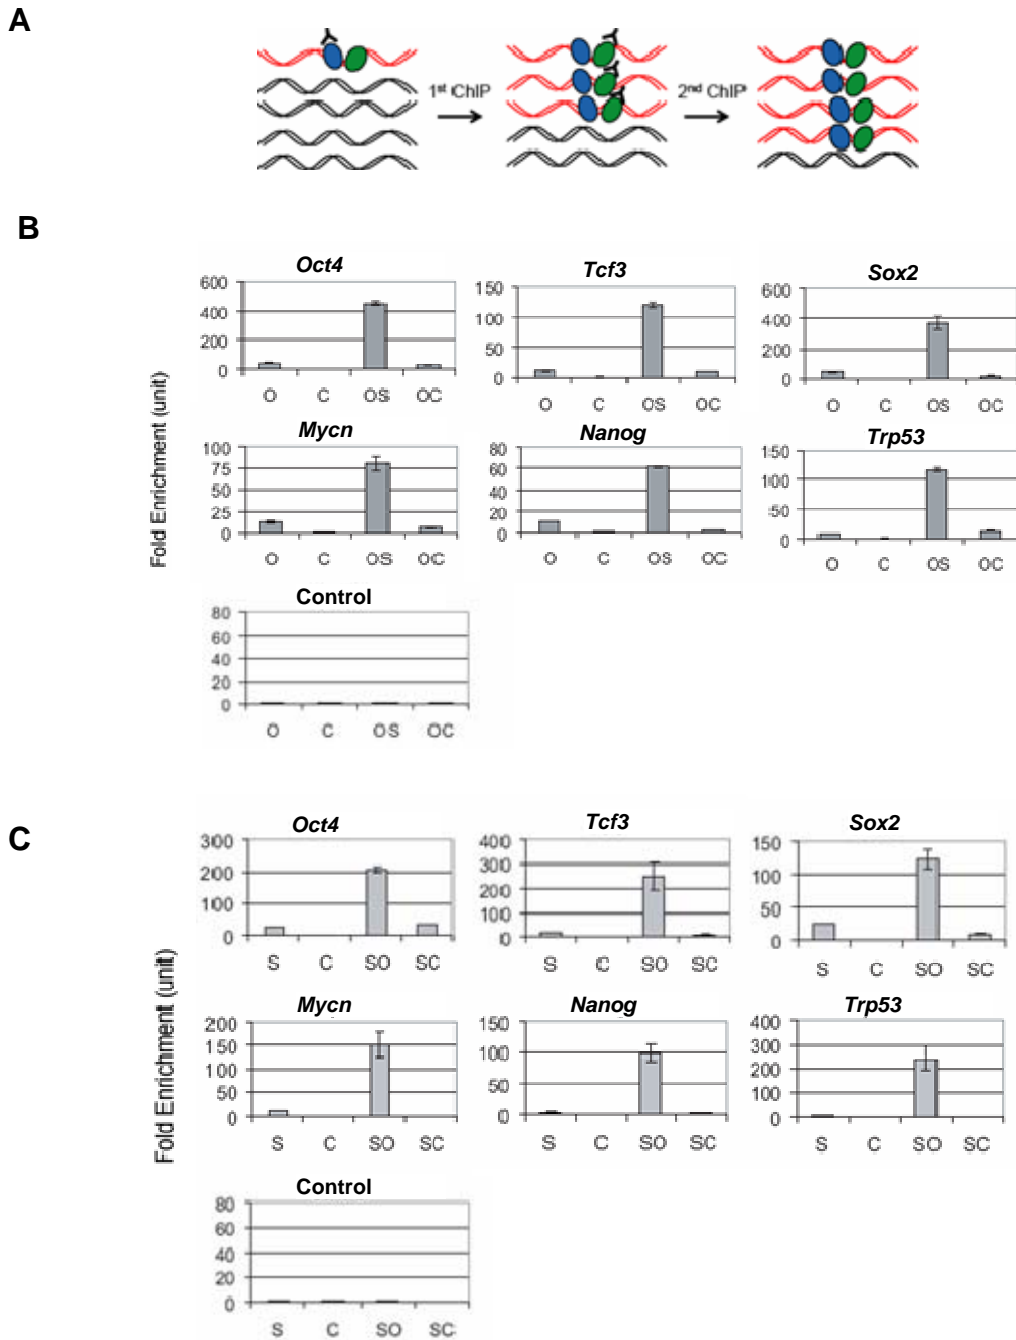 A
1st ChIP
2nd ChIP
B
Fold Enrichment (unit)
Oct4
600
400
200
0
O C OS OC
Tcf3
150
100
50
0
O C OS OC
Sox2
600
400
200
0
O C OS OC
Mycn
100
75
50
25
0
O C OS OC
Nanog
80
60
40
20
0
O C OS OC
Trp53
150
100
50
0
O C OS OC
Control
80
60
40
20
0
O C OS OC
C
Fold Enrichment (unit)
Oct4
300
200
100
0
S C SO SC
Tcf3
400
300
200
100
0
S C SO SC
Sox2
150
100
50
0
S C SO SC
Mycn
200
150
100
50
0
S C SO SC
Nanog
150
100
50
0
S C SO SC
Trp53
400
300
200
100
0
S C SO SC
Control
80
60
40
20
0
S C SO SC